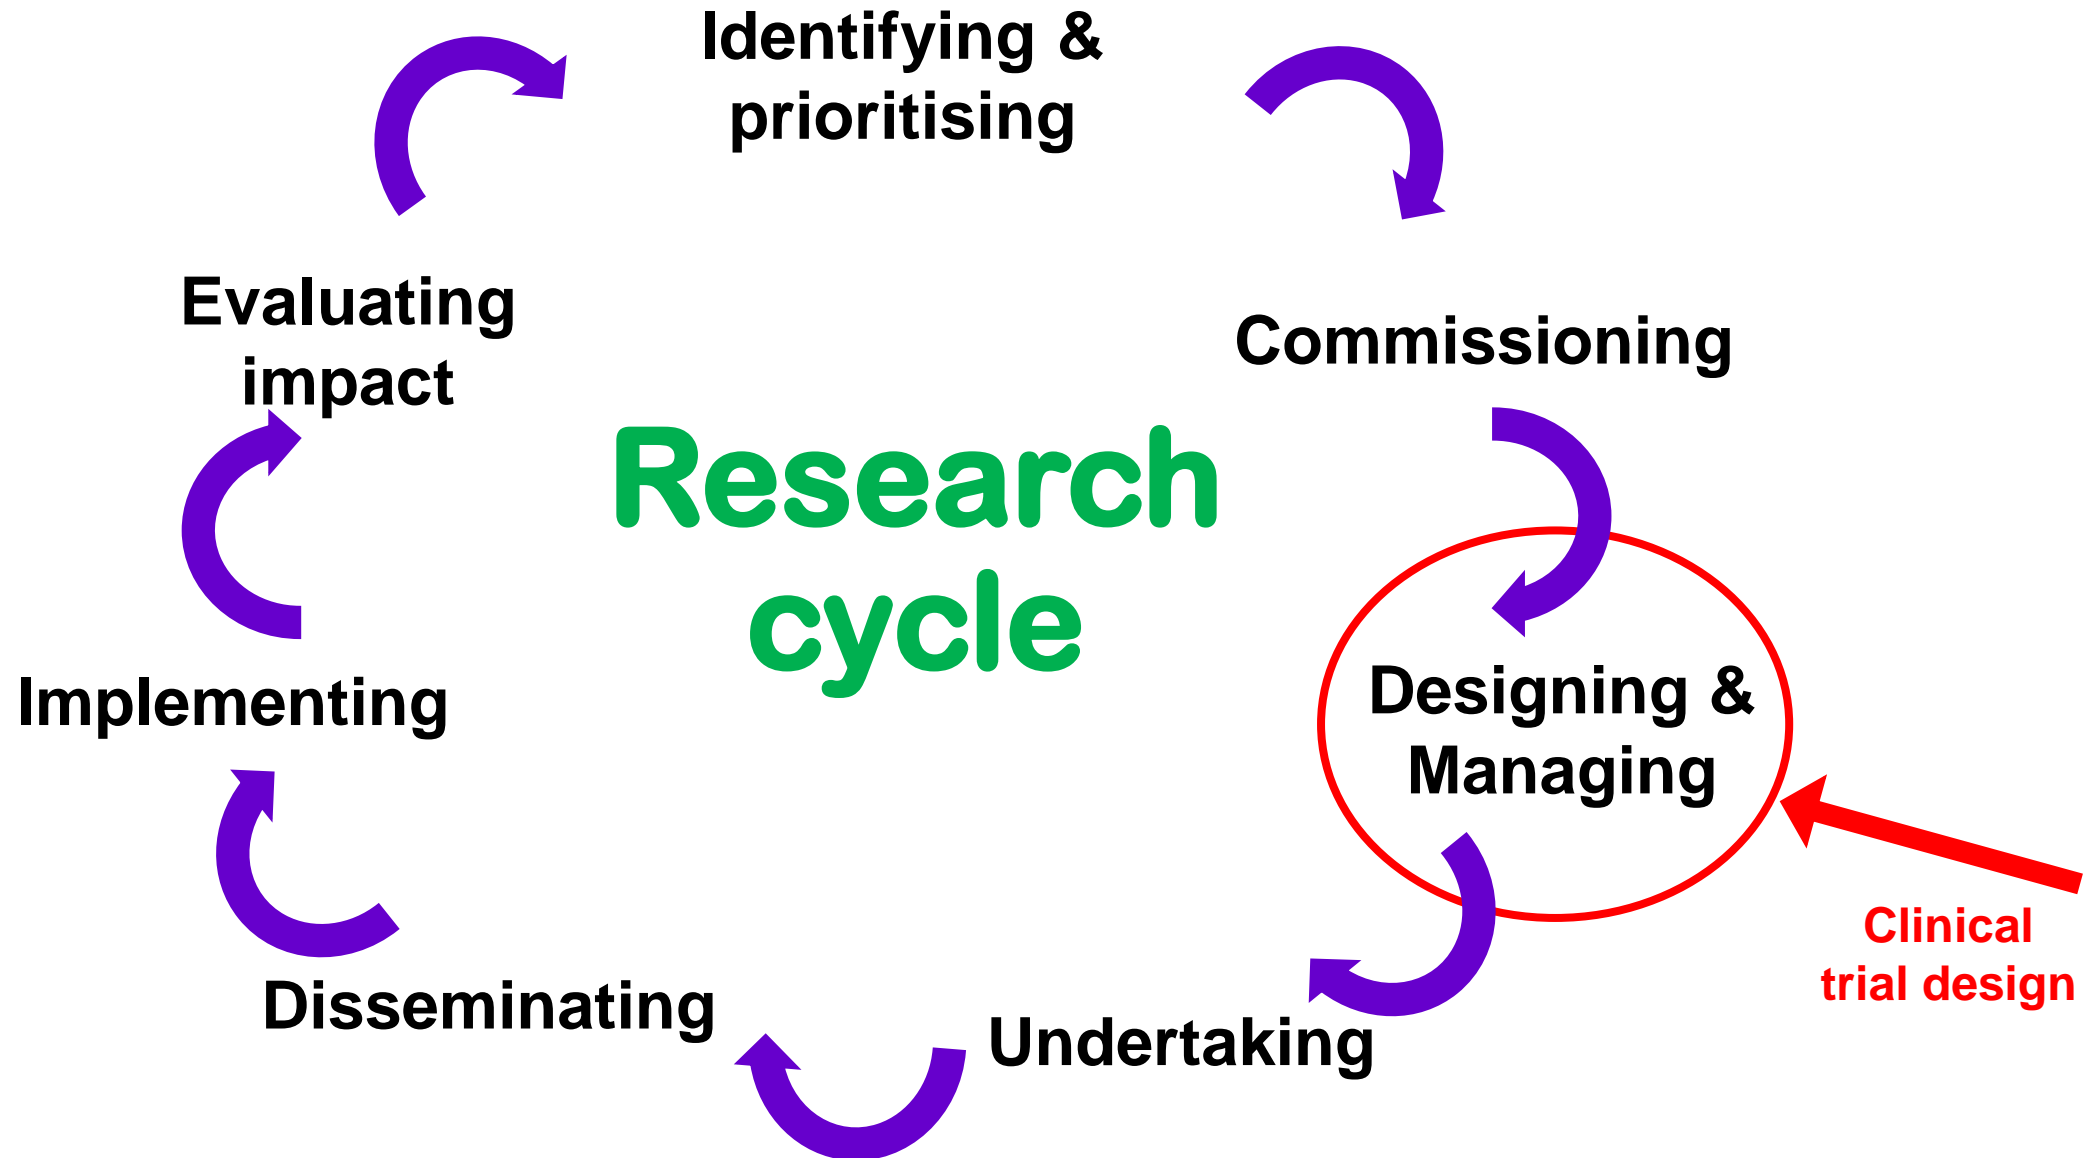 Identifying &
prioritising
Commissioning
Designing &
Managing
Clinical
trial design
Undertaking
Disseminating
Implementing
Evaluating
impact
Research
cycle